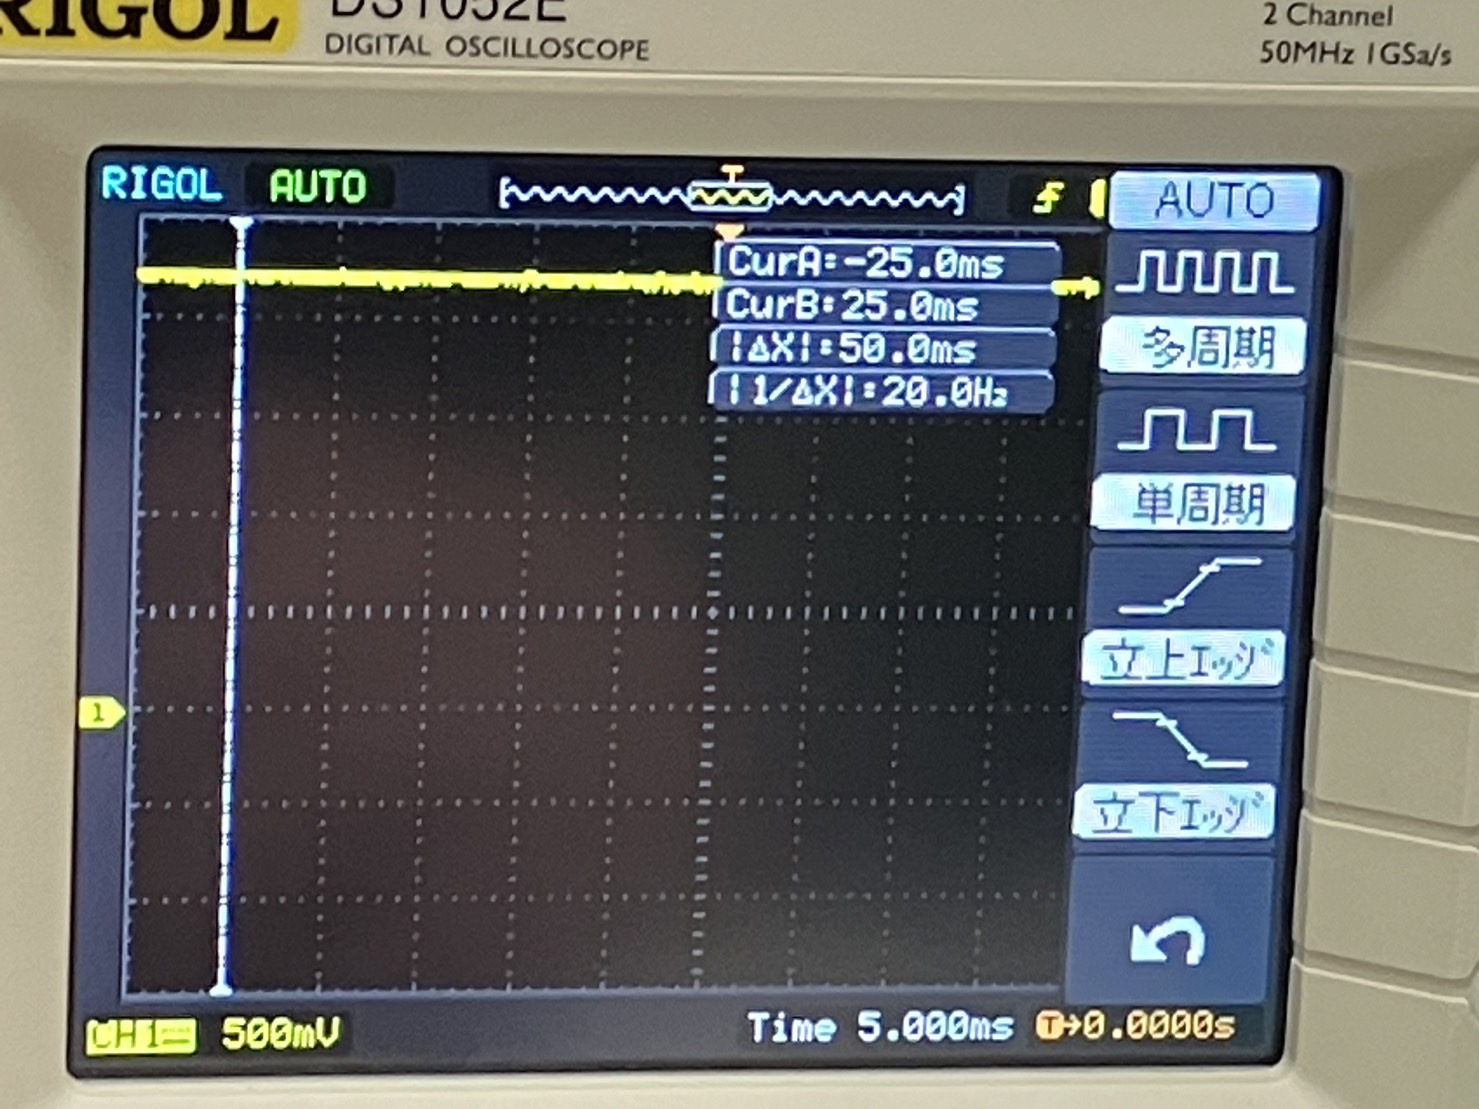 RIGOL
DS1052E
DIGITAL OSCILLOSCOPE
2 Channel
50MHz 1GSa/s
RIGOL AUTO
T
AUTO
CurA:-25.0ms
CurB:25.0ms
|ΔX|:50.0ms
|1/ΔX|:20.0Hz
多周期
単周期
立上エッジ
立下エッジ
1
CH1 500mV
Time 5.000ms T→0.0000s